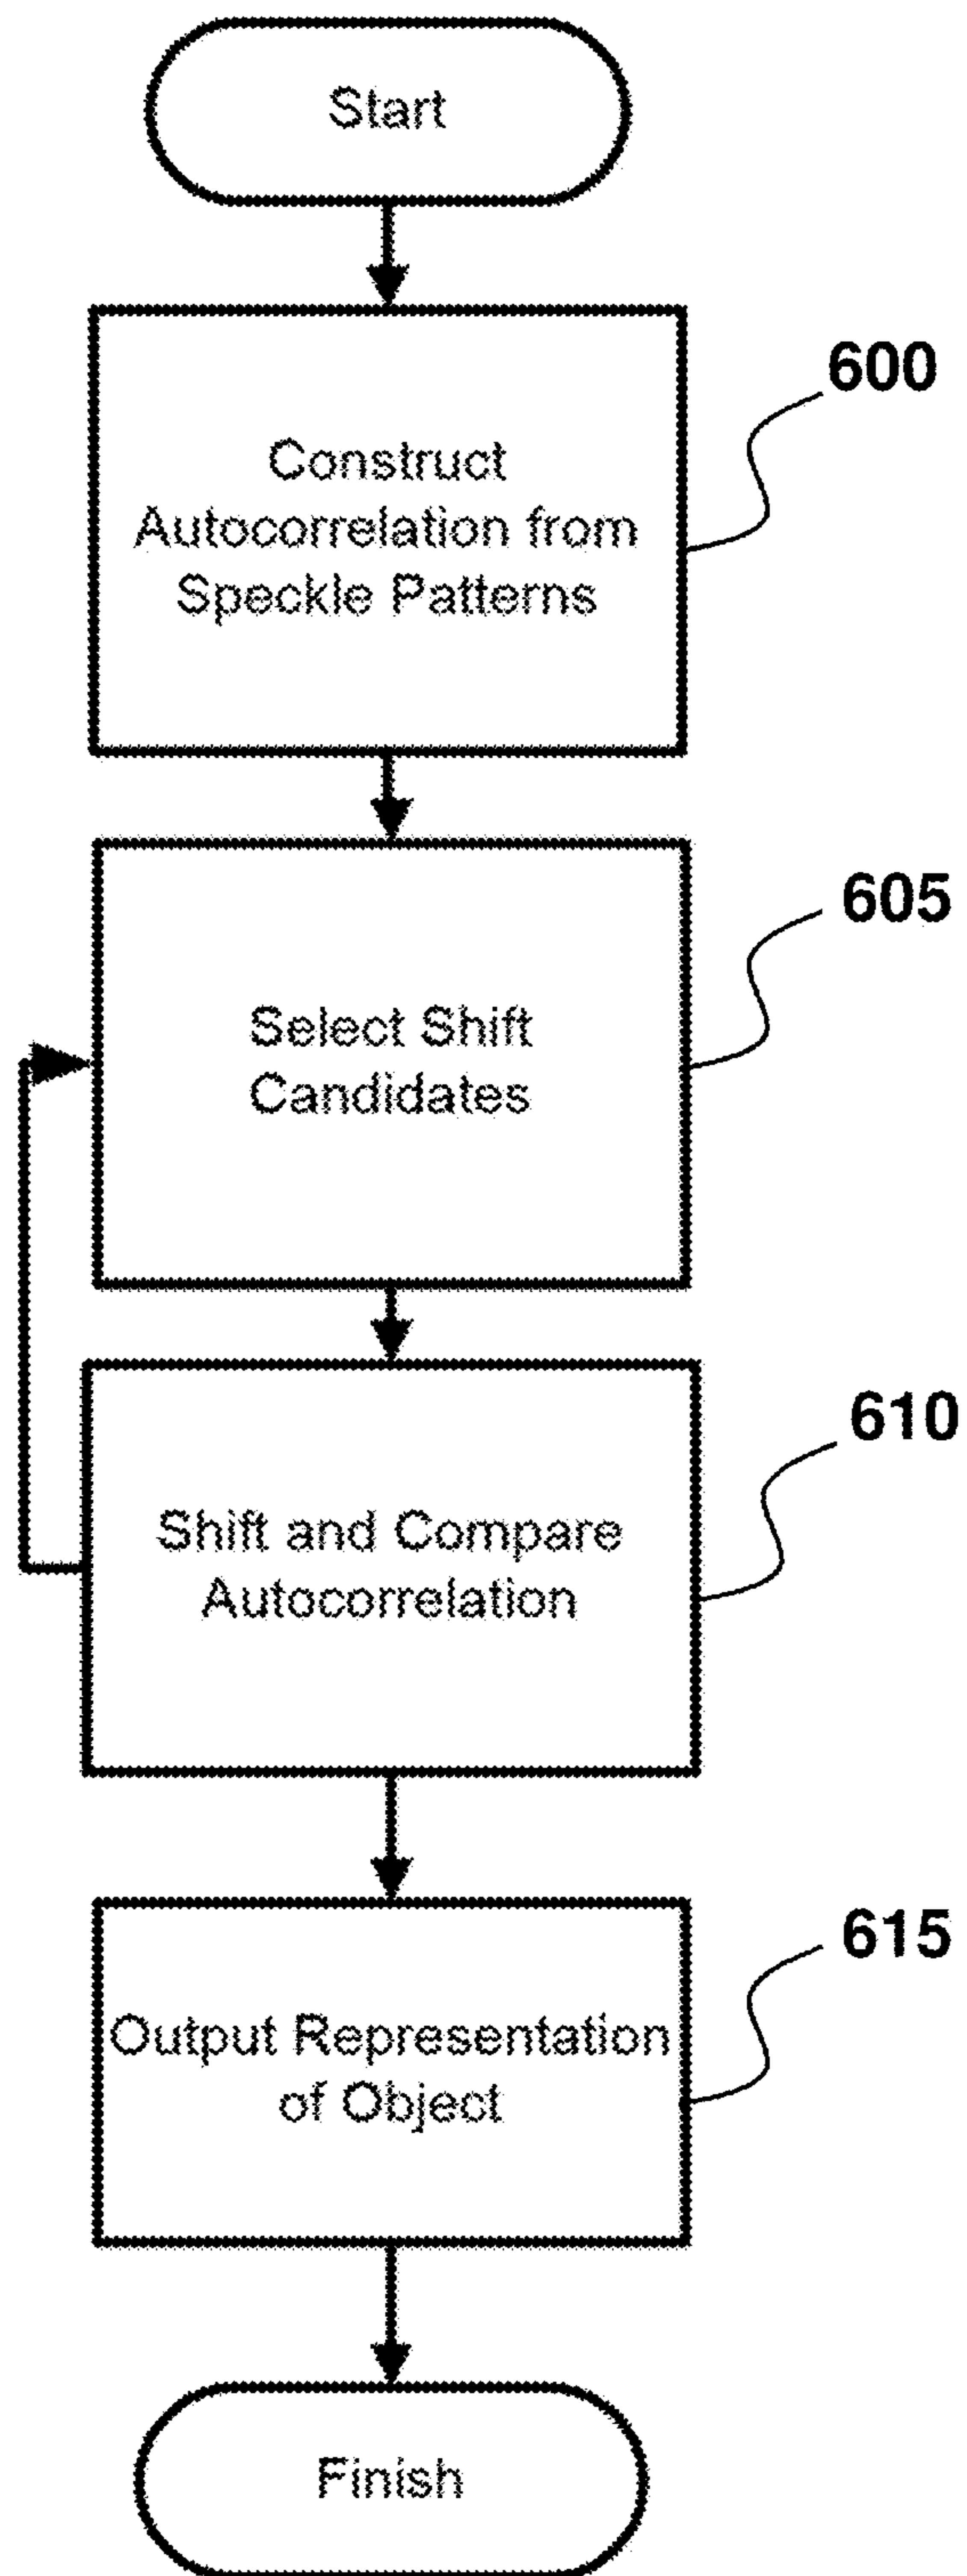 Start
600
Construct
Autocorrelation from
Speckle Patterns
605
Select Shift
Candidates
610
Shift and Compare
Autocorrelation
615
Output Representation
of Object
Finish